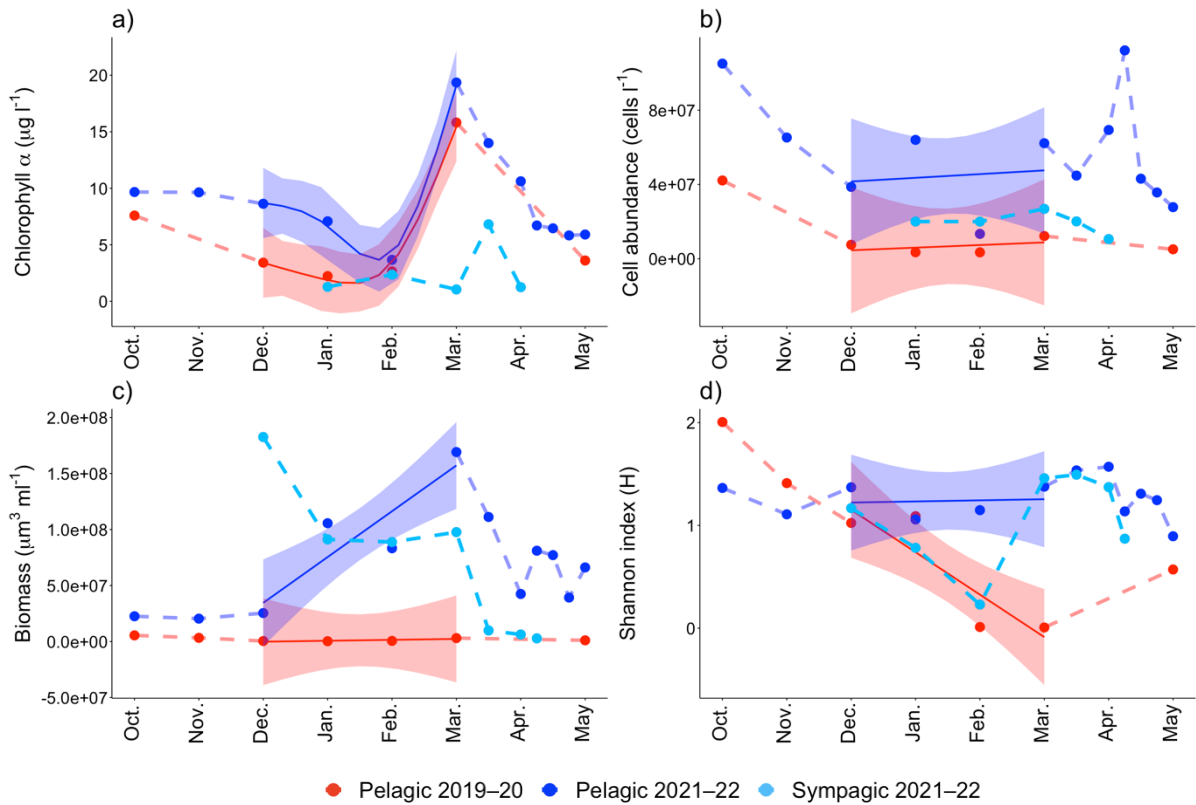 a)
Chlorophyll α (μg l⁻¹)
20
15
10
5
0
Oct.
Nov.
Dec.
Jan.
Feb.
Mar.
Apr.
May
b)
Cell abundance (cells l⁻¹)
8e+07
4e+07
0e+00
Oct.
Nov.
Dec.
Jan.
Feb.
Mar.
Apr.
May
c)
Biomass (μm³ ml⁻¹)
2.0e+08
1.5e+08
1.0e+08
5.0e+07
0.0e+00
-5.0e+07
Oct.
Nov.
Dec.
Jan.
Feb.
Mar.
Apr.
May
d)
Shannon index (H)
2
1
0
Oct.
Nov.
Dec.
Jan.
Feb.
Mar.
Apr.
May
Pelagic 2019–20 Pelagic 2021–22 Sympagic 2021–22